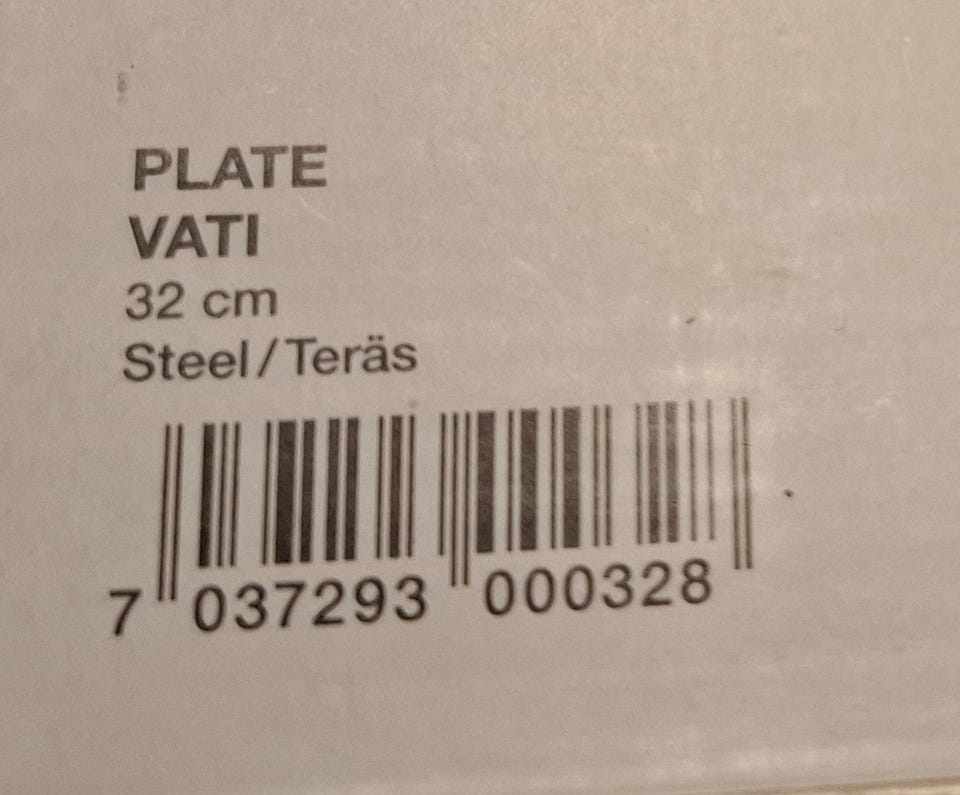 PLATE
VATI
32 cm
Steel/Teräs
7 037293 000328